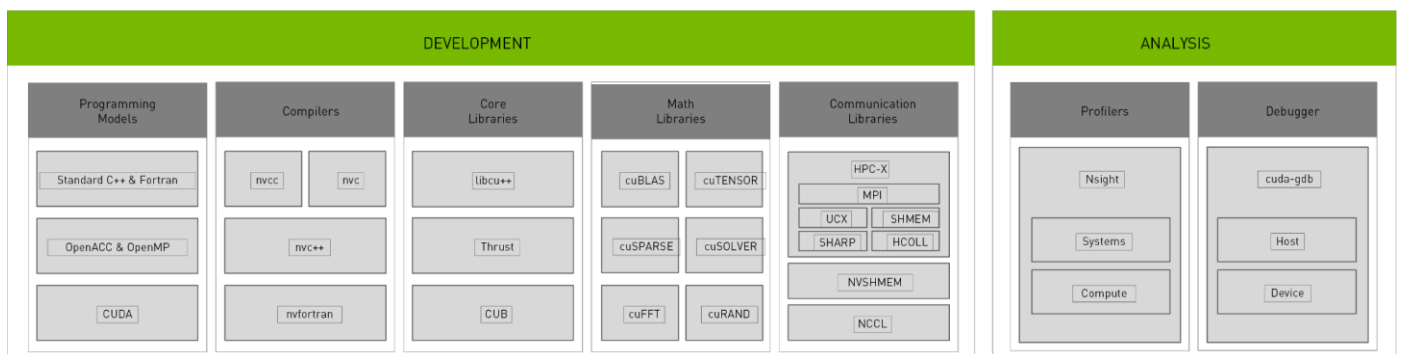 DEVELOPMENT
Programming
Models
Standard C++ & Fortran
OpenACC & OpenMP
CUDA
Compilers
nvcc
nvc
nvc++
nvfortran
Core
Libraries
libcu++
Thrust
CUB
Math
Libraries
cuBLAS
cuTENSOR
cuSPARSE
cuSOLVER
cuFFT
cuRAND
Communication
Libraries
HPC-X
MPI
UCX
SHMEM
SHARP
HCOLL
NVSHMEM
NCCL
ANALYSIS
Profilers
Nsight
Systems
Compute
Debugger
cuda-gdb
Host
Device